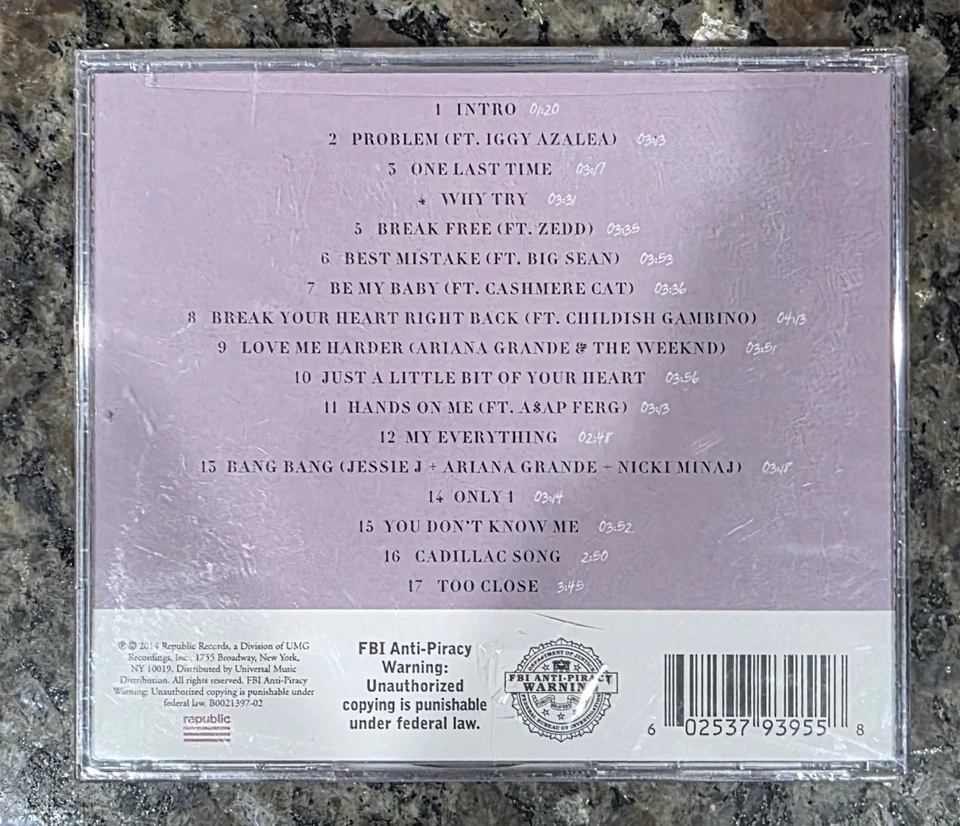 1 INTRO 01:20
2 PROBLEM (FT. IGGY AZALEA) 03:13
3 ONE LAST TIME 03:17
4 WHY TRY 03:31
5 BREAK FREE (FT. ZEDD) 03:35
6 BEST MISTAKE (FT. BIG SEAN) 03:53
7 BE MY BABY (FT. CASHMERE CAT) 03:36
8 BREAK YOUR HEART RIGHT BACK (FT. CHILDISH GAMBINO) 04:13
9 LOVE ME HARDER (ARIANA GRANDE & THE WEEKND) 03:51
10 JUST A LITTLE BIT OF YOUR HEART 03:56
11 HANDS ON ME (FT. A$AP FERG) 03:13
12 MY EVERYTHING 02:48
13 BANG BANG (JESSIE J + ARIANA GRANDE + NICKI MINAJ) 03:18
14 ONLY 1 03:14
15 YOU DON'T KNOW ME 03:52
16 CADILLAC SONG 2:50
17 TOO CLOSE 3:45
℗ © 2014 Republic Records, a Division of UMG
Recordings, Inc., 1755 Broadway, New York,
NY 10019. Distributed by Universal Music
Distribution. All rights reserved. FBI Anti-Piracy
Warning: Unauthorized copying is punishable under
federal law. B0021397-02
republic
FBI Anti-Piracy
Warning:
Unauthorized
copying is punishable
under federal law.
DEPARTMENT OF JUSTICE
FBI ANTI-PIRACY
WARNING
FEDERAL BUREAU OF INVESTIGATION
6 02537 93955 8